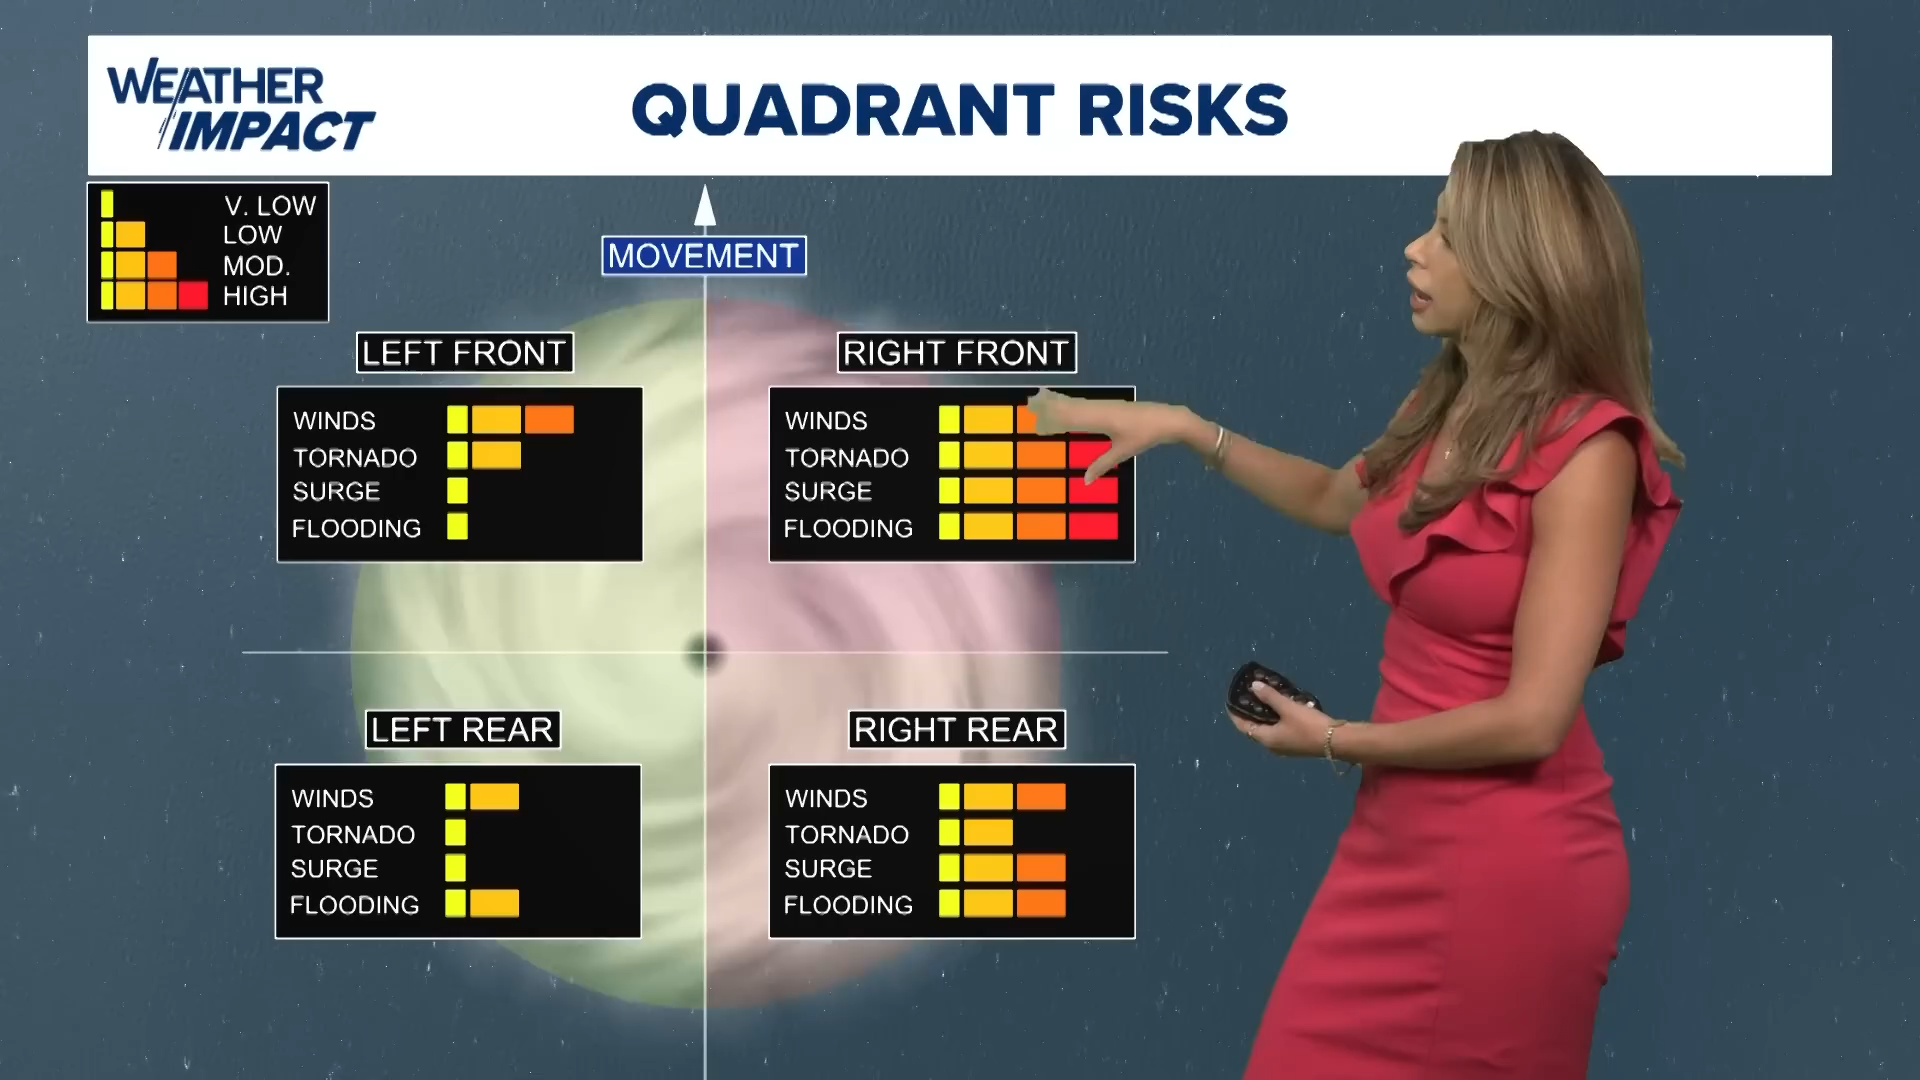 WEATHER
IMPACT
QUADRANT RISKS
V. LOW
LOW
MOD.
HIGH
MOVEMENT
LEFT FRONT
WINDS
TORNADO
SURGE
FLOODING
RIGHT FRONT
WINDS
TORNADO
SURGE
FLOODING
LEFT REAR
WINDS
TORNADO
SURGE
FLOODING
RIGHT REAR
WINDS
TORNADO
SURGE
FLOODING